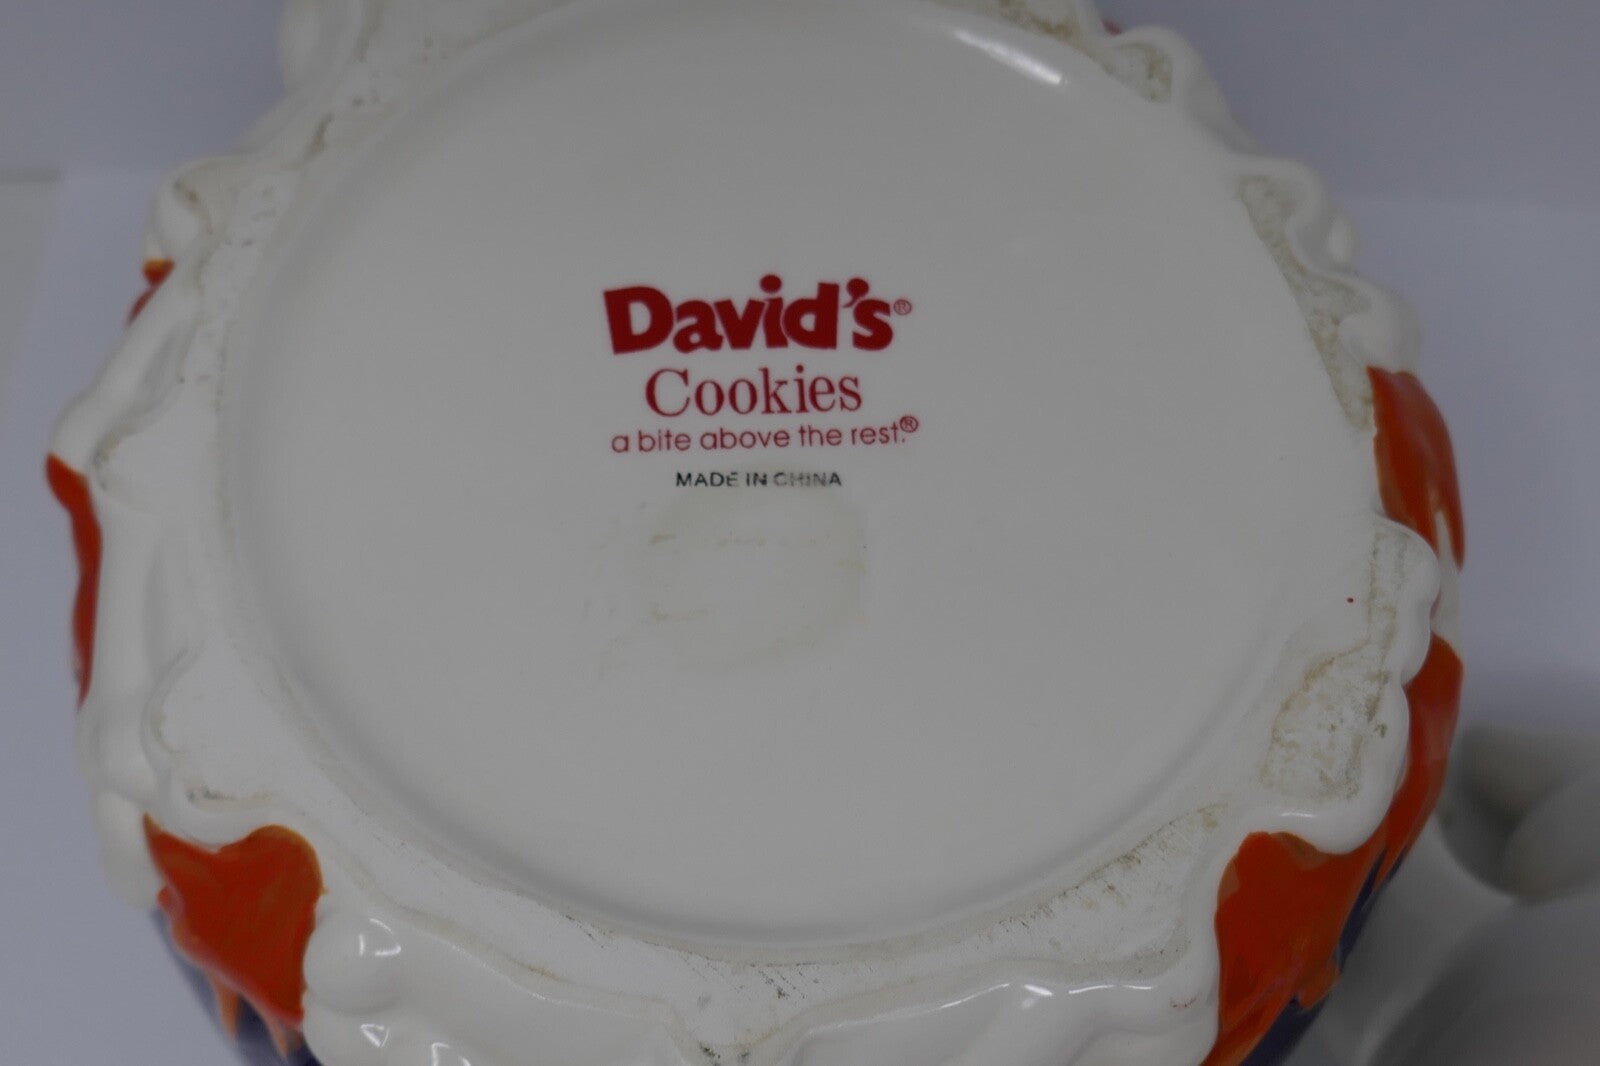 David's®
Cookies
a bite above the rest.®
MADE IN CHINA